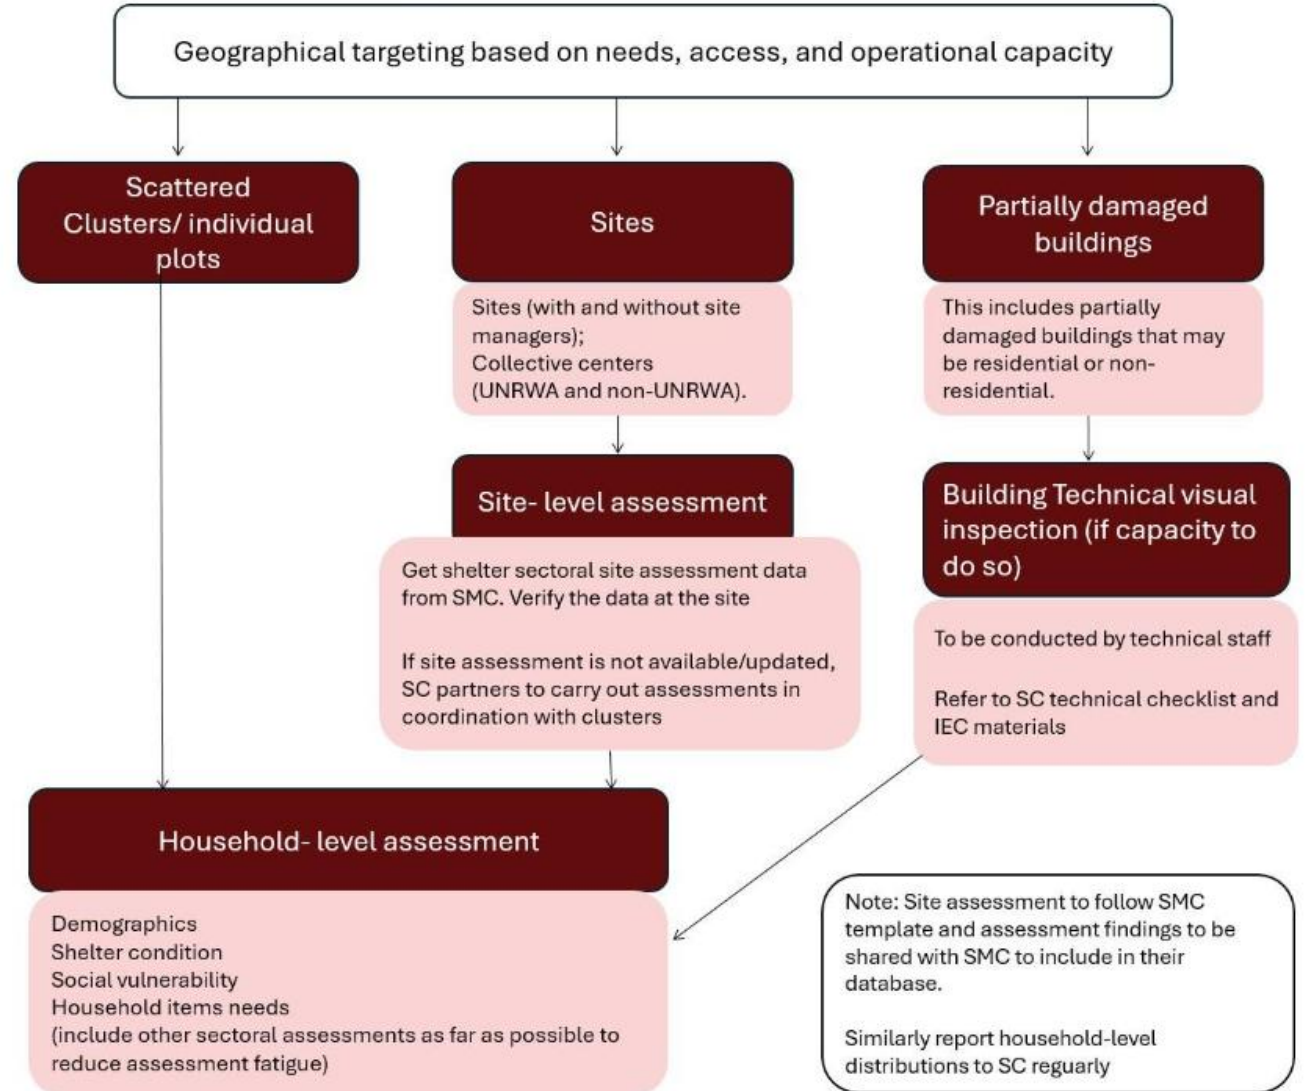 Geographical targeting based on needs, access, and operational capacity
Scattered
Clusters/ individual
plots
Sites
Partially damaged
buildings
Sites (with and without site
managers);
Collective centers
(UNRWA and non-UNRWA).
This includes partially
damaged buildings that may
be residential or non-
residential.
Site- level assessment
Get shelter sectoral site assessment data
from SMC. Verify the data at the site
If site assessment is not available/updated,
SC partners to carry out assessments in
coordination with clusters
Building Technical visual
inspection (if capacity to
do so)
To be conducted by technical staff
Refer to SC technical checklist and
IEC materials
Household- level assessment
Demographics
Shelter condition
Social vulnerability
Household items needs
(include other sectoral assessments as far as possible to
reduce assessment fatigue)
Note: Site assessment to follow SMC
template and assessment findings to be
shared with SMC to include in their
database.
Similarly report household-level
distributions to SC reguarly